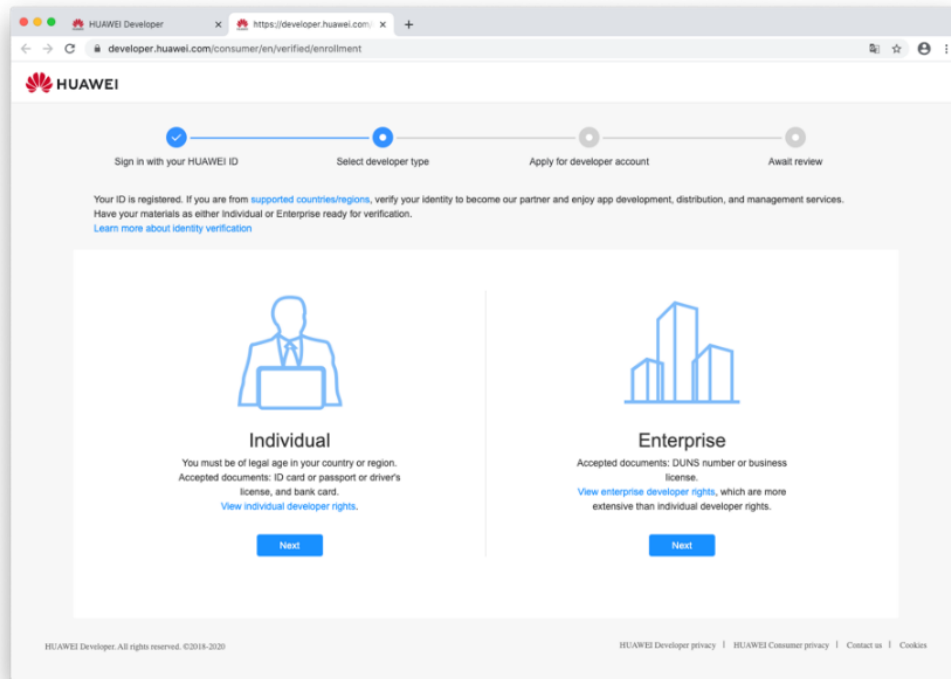 HUAWEI Developer
https://developer.huawei.com/
developer.huawei.com/consumer/en/verified/enrollment
HUAWEI
Sign in with your HUAWEI ID
Select developer type
Apply for developer account
Await review
Your ID is registered. If you are from supported countries/regions, verify your identity to become our partner and enjoy app development, distribution, and management services.
Have your materials as either Individual or Enterprise ready for verification.
Learn more about identity verification
Individual
You must be of legal age in your country or region.
Accepted documents: ID card or passport or driver's
license, and bank card.
View individual developer rights.
Next
Enterprise
Accepted documents: DUNS number or business
license.
View enterprise developer rights, which are more
extensive than individual developer rights.
Next
HUAWEI Developer. All rights reserved. ©2018-2020
HUAWEI Developer privacy | HUAWEI Consumer privacy | Contact us | Cookies